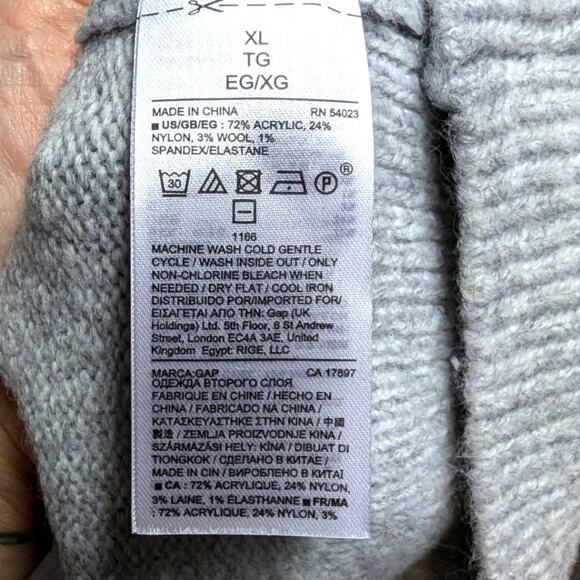 XL
TG
EG/XG
MADE IN CHINA RN 54023
■ US/GB/EG : 72% ACRYLIC, 24%
NYLON, 3% WOOL, 1%
SPANDEX/ELASTANE
30 P ®
1166
MACHINE WASH COLD GENTLE
CYCLE / WASH INSIDE OUT / ONLY
NON-CHLORINE BLEACH WHEN
NEEDED / DRY FLAT / COOL IRON
DISTRIBUIDO POR/IMPORTED FOR/
ΕΙΣΑΓΕΤΑΙ ΑΠΟ ΤΗΝ: Gap (UK
Holdings) Ltd. 5th Floor, 6 St Andrew
Street, London EC4A 3AE, United
Kingdom Egypt: RIGE, LLC
MARCA:GAP CA 17897
ОДЕЖДА ВТОРОГО СЛОЯ
FABRIQUE EN CHINE / HECHO EN
CHINA / FABRICADO NA CHINA /
ΚΑΤΑΣΚΕΥΑΣΤΗΚΕ ΣΤΗΝ ΚΙΝΑ / 中國
製造 / ZEMLJA PROIZVODNJE KINA /
SZÁRMAZÁSI HELY: KÍNA / DIBUAT DI
TIONGKOK / СДЕЛАНО В КИТАЕ /
MADE IN CIN / ВИРОБЛЕНО В КИТАЇ
■ CA : 72% ACRYLIQUE, 24% NYLON,
3% LAINE, 1% ÉLASTHANNE ■ FR/MA
: 72% ACRYLIQUE, 24% NYLON, 3%